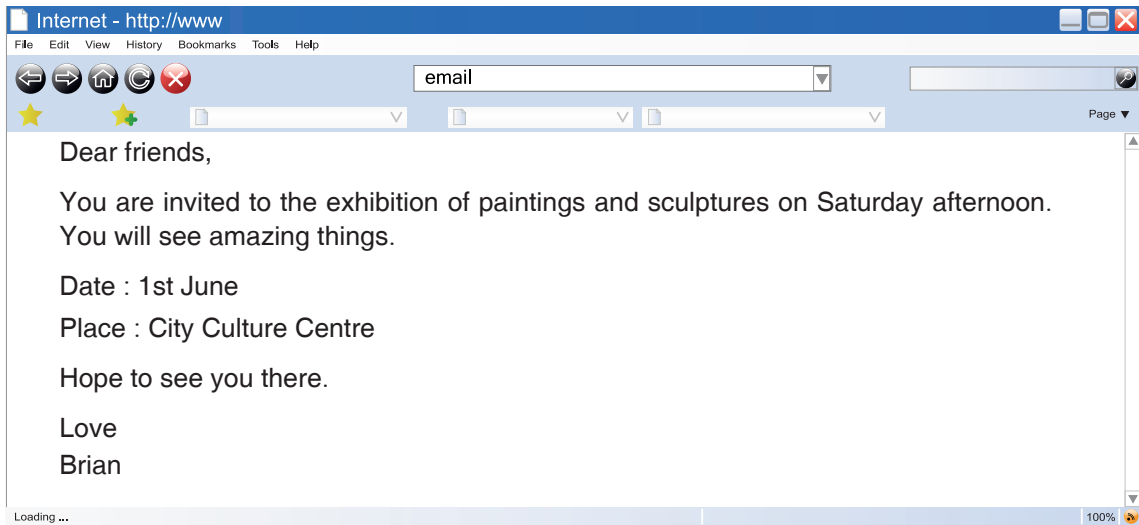 Internet - http://www
File Edit View History Bookmarks Tools Help
email
Page
Dear friends,
You are invited to the exhibition of paintings and sculptures on Saturday afternoon.
You will see amazing things.
Date : 1st June
Place : City Culture Centre
Hope to see you there.
Love
Brian
Loading ...
100%